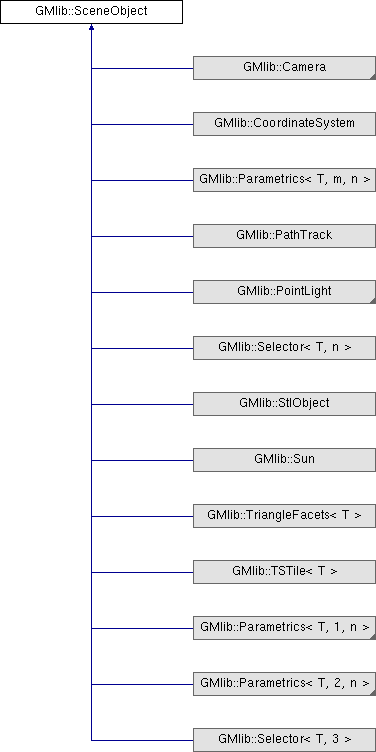 GMlib::SceneObject
GMlib::Camera
GMlib::CoordinateSystem
GMlib::Parametrics< T, m, n >
GMlib::PathTrack
GMlib::PointLight
GMlib::Selector< T, n >
GMlib::StlObject
GMlib::Sun
GMlib::TriangleFacets< T >
GMlib::TSTile< T >
GMlib::Parametrics< T, 1, n >
GMlib::Parametrics< T, 2, n >
GMlib::Selector< T, 3 >